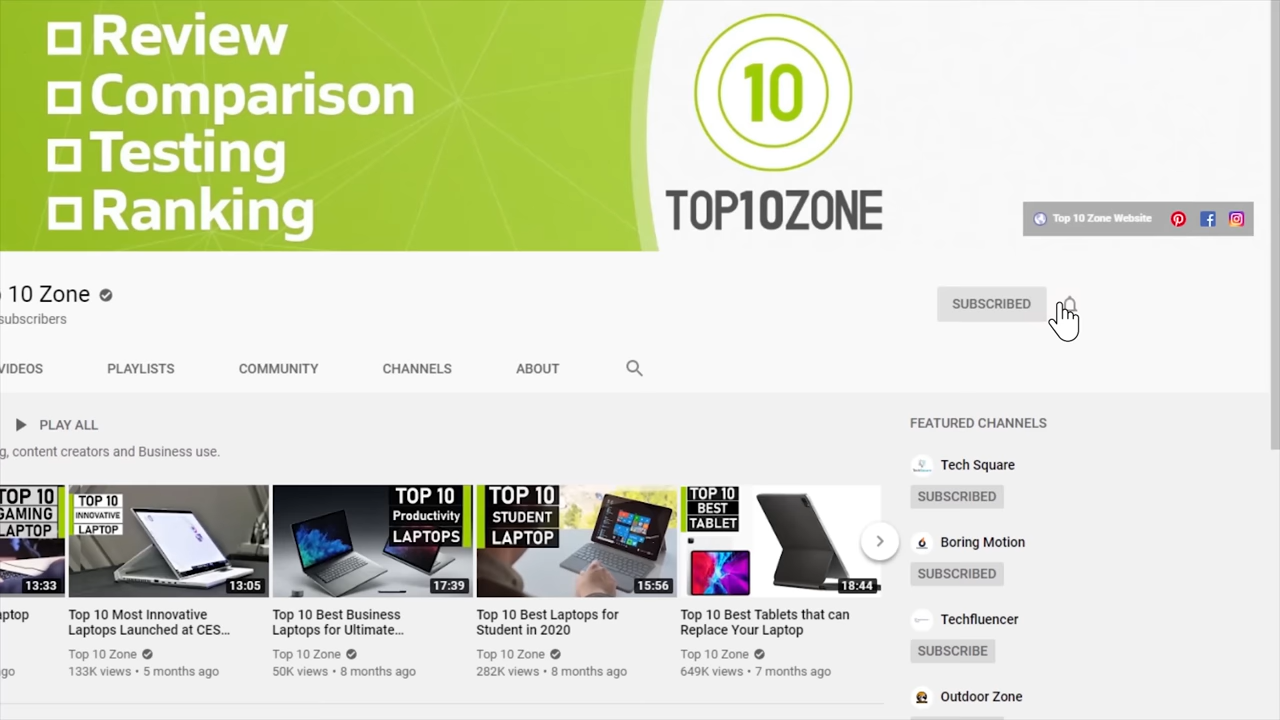 Review
Comparison
Testing
Ranking
10
TOP10ZONE
Top 10 Zone Website
10 Zone
subscribers
SUBSCRIBED
VIDEOS
PLAYLISTS
COMMUNITY
CHANNELS
ABOUT
PLAY ALL
g, content creators and Business use.
FEATURED CHANNELS
Tech Square
SUBSCRIBED
Boring Motion
SUBSCRIBED
Techfluencer
SUBSCRIBE
Outdoor Zone
TOP 10
GAMING
LAPTOP
13:33
TOP 10
INNOVATIVE
LAPTOP
13:05
TOP 10
Productivity
LAPTOPS
17:39
TOP 10
STUDENT
LAPTOP
15:56
TOP 10
BEST
TABLET
18:44
aptop
go
Top 10 Most Innovative
Laptops Launched at CES...
Top 10 Zone
133K views • 5 months ago
Top 10 Best Business
Laptops for Ultimate...
Top 10 Zone
50K views • 8 months ago
Top 10 Best Laptops for
Student in 2020
Top 10 Zone
282K views • 8 months ago
Top 10 Best Tablets that can
Replace Your Laptop
Top 10 Zone
649K views • 7 months ago